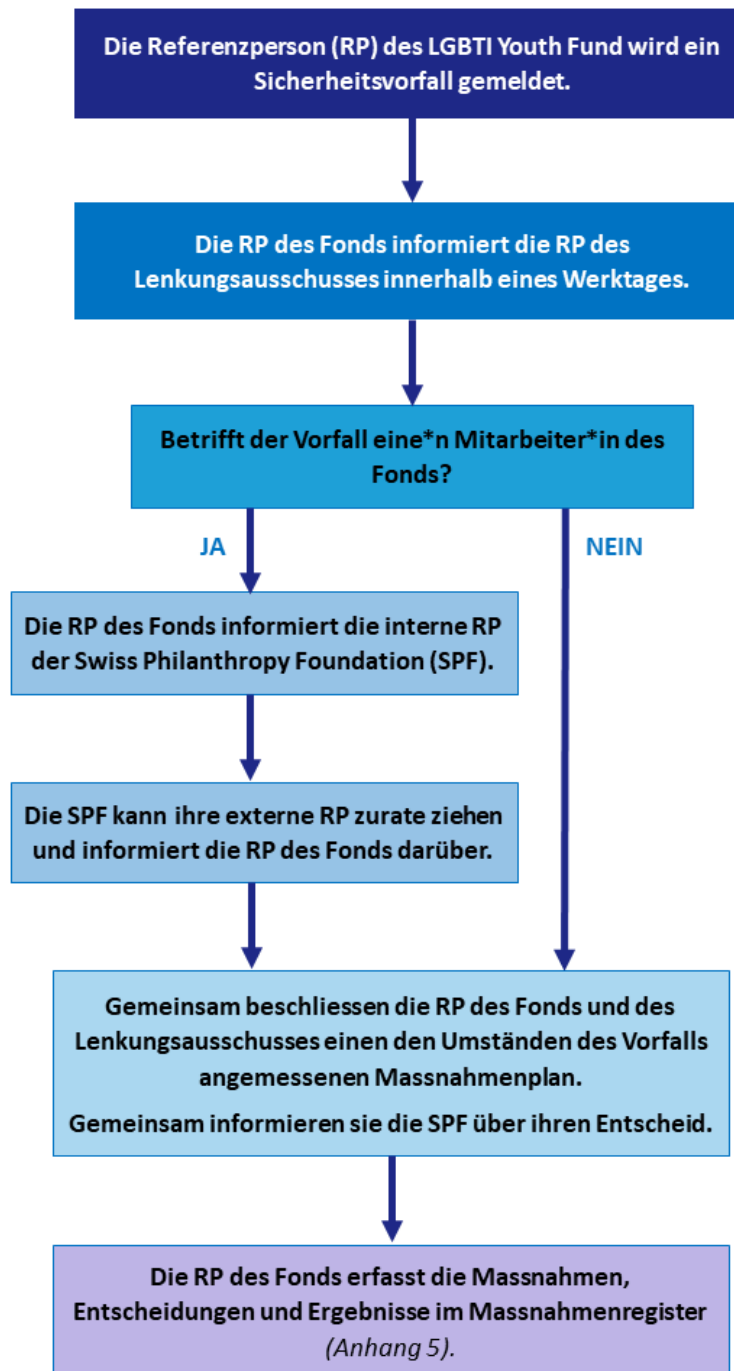 Die Referenzperson (RP) des LGBTI Youth Fund wird ein
Sicherheitsvorfall gemeldet.
Die RP des Fonds informiert die RP des
Lenkungsausschusses innerhalb eines Werktages.
Betrifft der Vorfall eine*n Mitarbeiter*in des
Fonds?
JA
NEIN
Die RP des Fonds informiert die interne RP
der Swiss Philanthropy Foundation (SPF).
Die SPF kann ihre externe RP zurate ziehen
und informiert die RP des Fonds darüber.
Gemeinsam beschliessen die RP des Fonds und des
Lenkungsausschusses einen den Umständen des Vorfalls
angemessenen Massnahmenplan.
Gemeinsam informieren sie die SPF über ihren Entscheid.
Die RP des Fonds erfasst die Massnahmen,
Entscheidungen und Ergebnisse im Massnahmenregister
(Anhang 5).